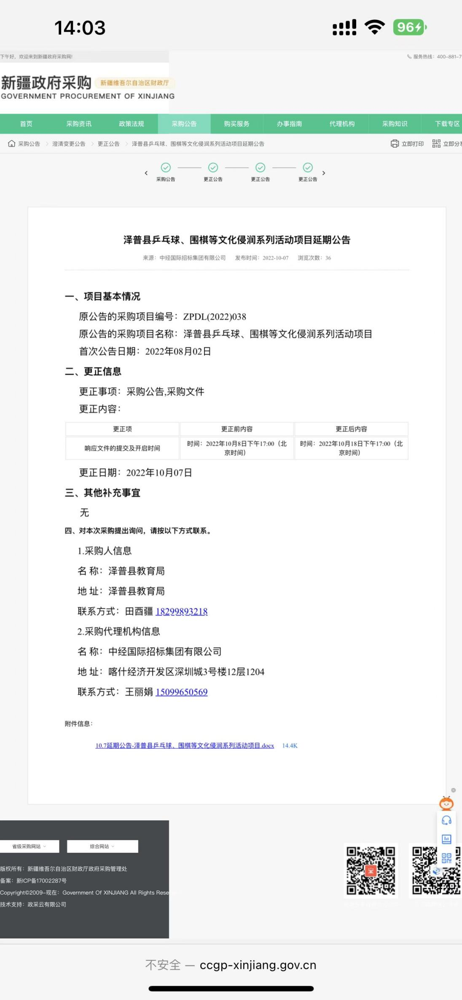 14:03
96
下午好，欢迎来到新疆政府采购网!
服务热线：400-881-7
新疆政府采购 新疆维吾尔自治区财政厅
GOVERNMENT PROCUREMENT OF XINJIANG
首页 采购资讯 政策法规 采购公告 购买服务 办事指南 代理机构 采购知识 下载专区
采购公告 > 澄清变更公告 > 更正公告 > 泽普县乒乓球、围棋等文化侵润系列活动项目延期公告 立即打印 立即分享
采购公告 更正公告 更正公告 更正公告
泽普县乒乓球、围棋等文化侵润系列活动项目延期公告
来源：中经国际招标集团有限公司 发布时间：2022-10-07 浏览次数：36
一、项目基本情况
原公告的采购项目编号：ZPDL(2022)038
原公告的采购项目名称：泽普县乒乓球、围棋等文化侵润系列活动项目
首次公告日期：2022年08月02日
二、更正信息
更正事项：采购公告,采购文件
更正内容：
更正项 更正前内容 更正后内容
响应文件的提交及开启时间 时间：2022年10月8日下午17:00（北京时间） 时间：2022年10月18日下午17:00（北京时间）
更正日期：2022年10月07日
三、其他补充事宜
无
四、对本次采购提出询问，请按以下方式联系。
1.采购人信息
名 称：泽普县教育局
地 址：泽普县教育局
联系方式：田酉疆 18299893218
2.采购代理机构信息
名 称：中经国际招标集团有限公司
地 址：喀什经济开发区深圳城3号楼12层1204
联系方式：王丽娟 15099650569
附件信息：
10.7延期公告-泽普县乒乓球、围棋等文化侵润系列活动项目.docx 14.4K
省级采购网站 综合网站
版权所有：新疆维吾尔自治区财政厅政府采购管理处
备案：新ICP备17002287号
Copyright©2009-现在：Government Of XINJIANG All Rights Rese
技术支持：政采云有限公司
不安全 — ccgp-xinjiang.gov.cn